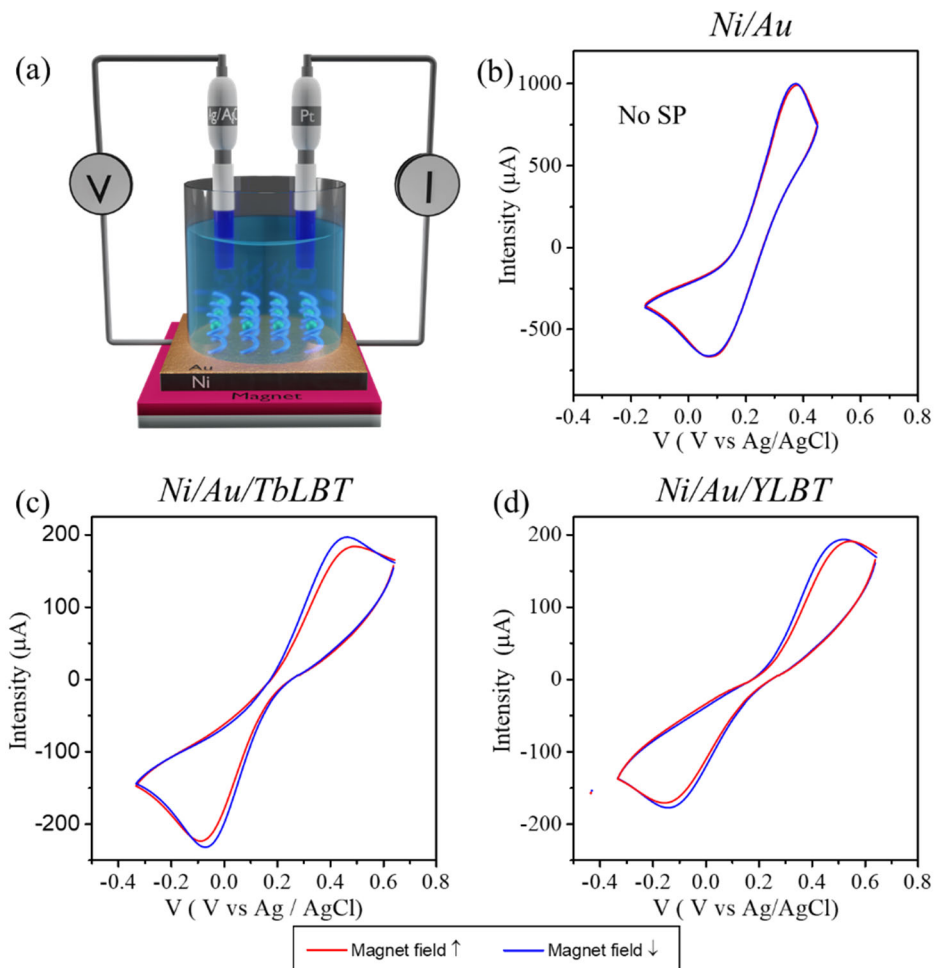 (a)
Ag/AgCl
Pt
V
I
Au
Ni
Magnet
Ni/Au
(b)
No SP
1000
500
0
-500
Intensity (µA)
-0.4 -0.2 0.0 0.2 0.4 0.6 0.8
V ( V vs Ag/AgCl)
(c)
Ni/Au/TbLBT
200
100
0
-100
-200
Intensity (µA)
-0.4 -0.2 0.0 0.2 0.4 0.6 0.8
V ( V vs Ag / AgCl)
(d)
Ni/Au/YLBT
200
100
0
-100
-200
Intensity (µA)
-0.4 -0.2 0.0 0.2 0.4 0.6 0.8
V ( V vs Ag/AgCl)
Magnet field ↑
Magnet field ↓